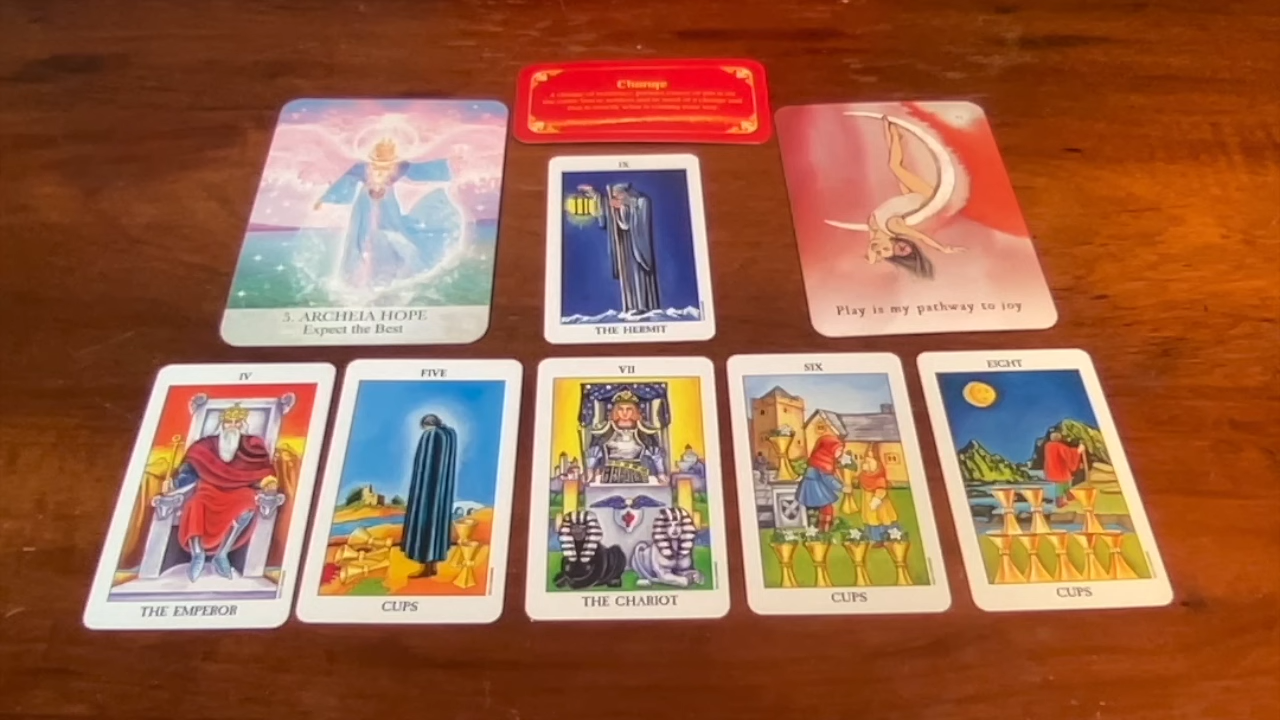 Change
5. ARCHEIA HOPE
Expect the Best
IX
THE HERMIT
Play is my pathway to joy
IV
THE EMPEROR
FIVE
CUPS
VII
THE CHARIOT
SIX
CUPS
EIGHT
CUPS